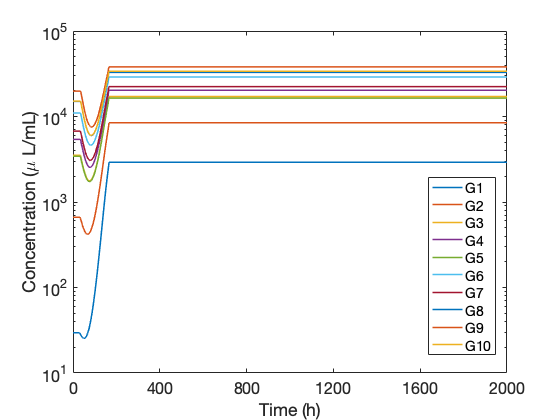 10^5
10^4
10^3
10^2
10^1
Concentration (μ L/mL)
G1
G2
G3
G4
G5
G6
G7
G8
G9
G10
0 400 800 1200 1600 2000
Time (h)